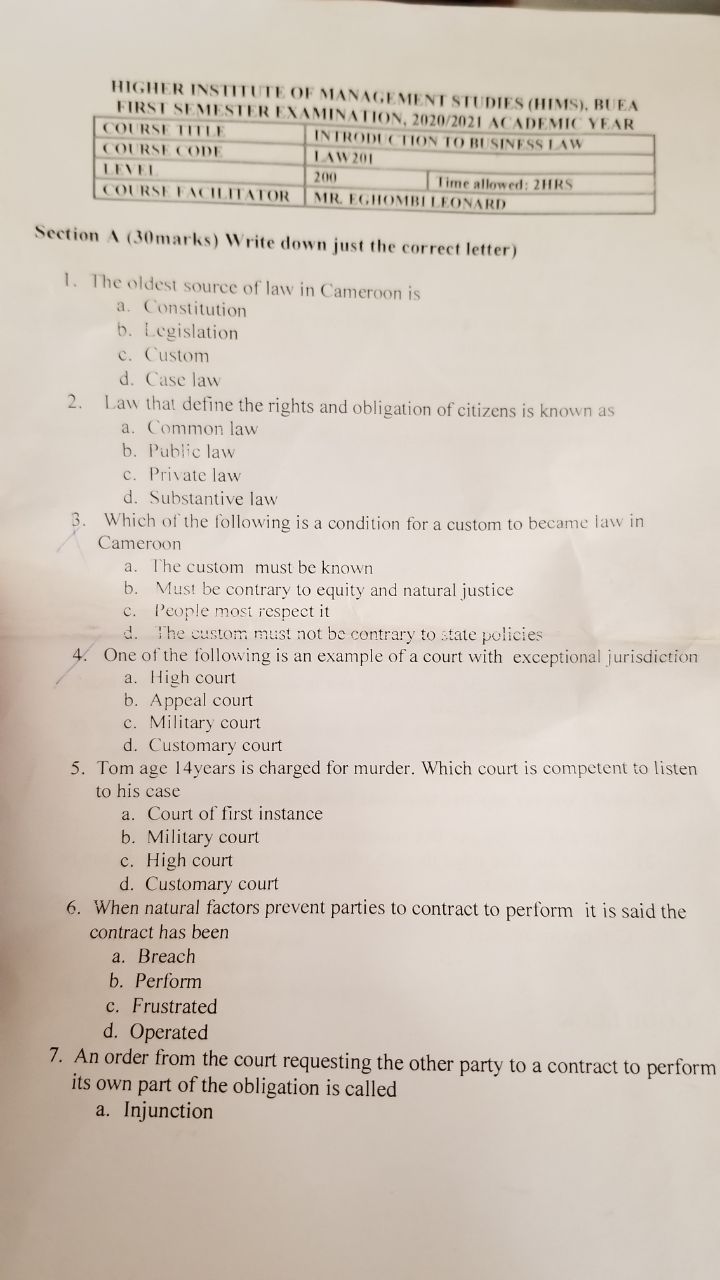 HIGHER INSTITUTE OF MANAGEMENT STUDIES (HIMS), BUEA
FIRST SEMESTER EXAMINATION, 2020/2021 ACADEMIC YEAR
COURSE TITLE INTRODUCTION TO BUSINESS LAW
COURSE CODE LAW 201
LEVEL 200 Time allowed: 2HRS
COURSE FACILITATOR MR. EGHOMBI LEONARD
Section A (30marks) Write down just the correct letter)
1. The oldest source of law in Cameroon is
a. Constitution
b. Legislation
c. Custom
d. Case law
2. Law that define the rights and obligation of citizens is known as
a. Common law
b. Public law
c. Private law
d. Substantive law
3. Which of the following is a condition for a custom to became law in
Cameroon
a. The custom must be known
b. Must be contrary to equity and natural justice
c. People most respect it
d. The custom must not be contrary to state policies
4. One of the following is an example of a court with exceptional jurisdiction
a. High court
b. Appeal court
c. Military court
d. Customary court
5. Tom age 14years is charged for murder. Which court is competent to listen
to his case
a. Court of first instance
b. Military court
c. High court
d. Customary court
6. When natural factors prevent parties to contract to perform it is said the
contract has been
a. Breach
b. Perform
c. Frustrated
d. Operated
7. An order from the court requesting the other party to a contract to perform
its own part of the obligation is called
a. Injunction